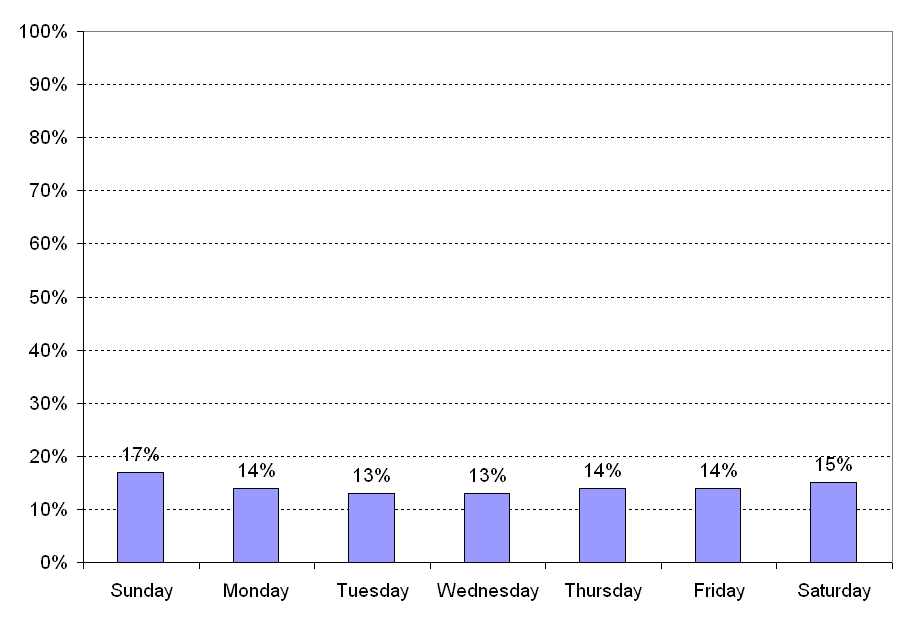 100%
90%
80%
70%
60%
50%
40%
30%
20%
10%
0%
17%
14%
13%
13%
14%
14%
15%
Sunday
Monday
Tuesday
Wednesday
Thursday
Friday
Saturday